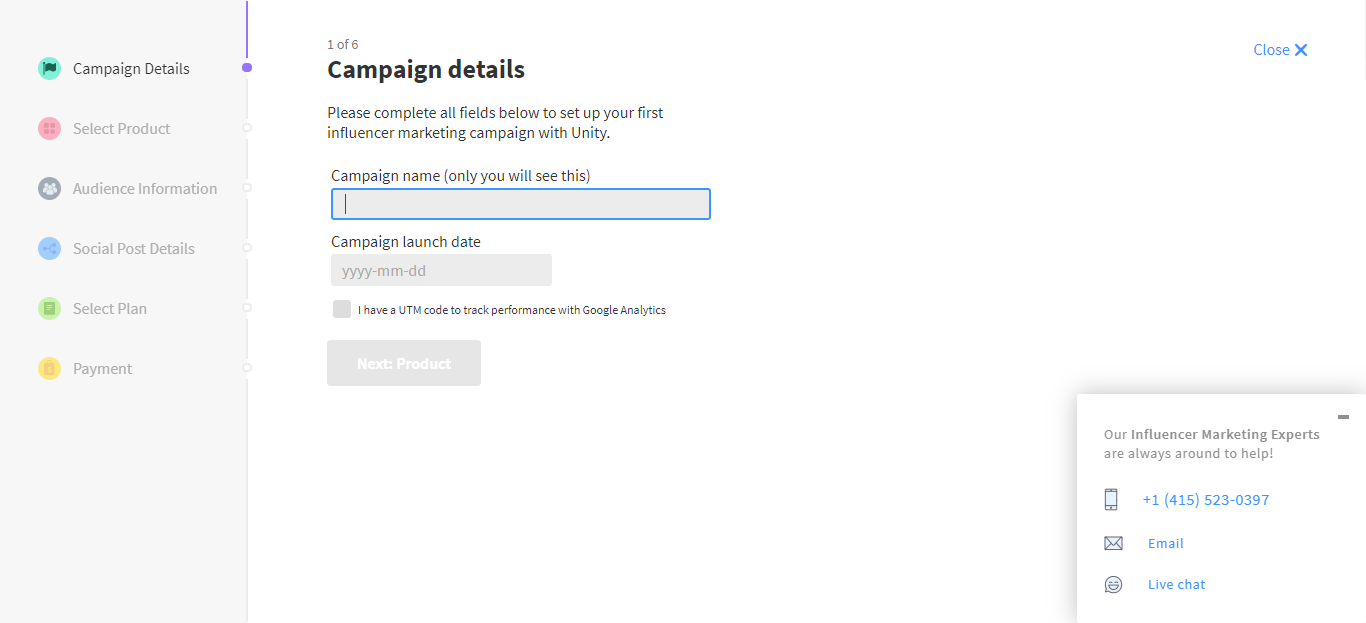 Campaign Details
Select Product
Audience Information
Social Post Details
Select Plan
Payment
1 of 6
Campaign details
Close
Please complete all fields below to set up your first
influencer marketing campaign with Unity.
Campaign name (only you will see this)
Campaign launch date
yyyy-mm-dd
I have a UTM code to track performance with Google Analytics
Next: Product
Our Influencer Marketing Experts
are always around to help!
+1 (415) 523-0397
Email
Live chat